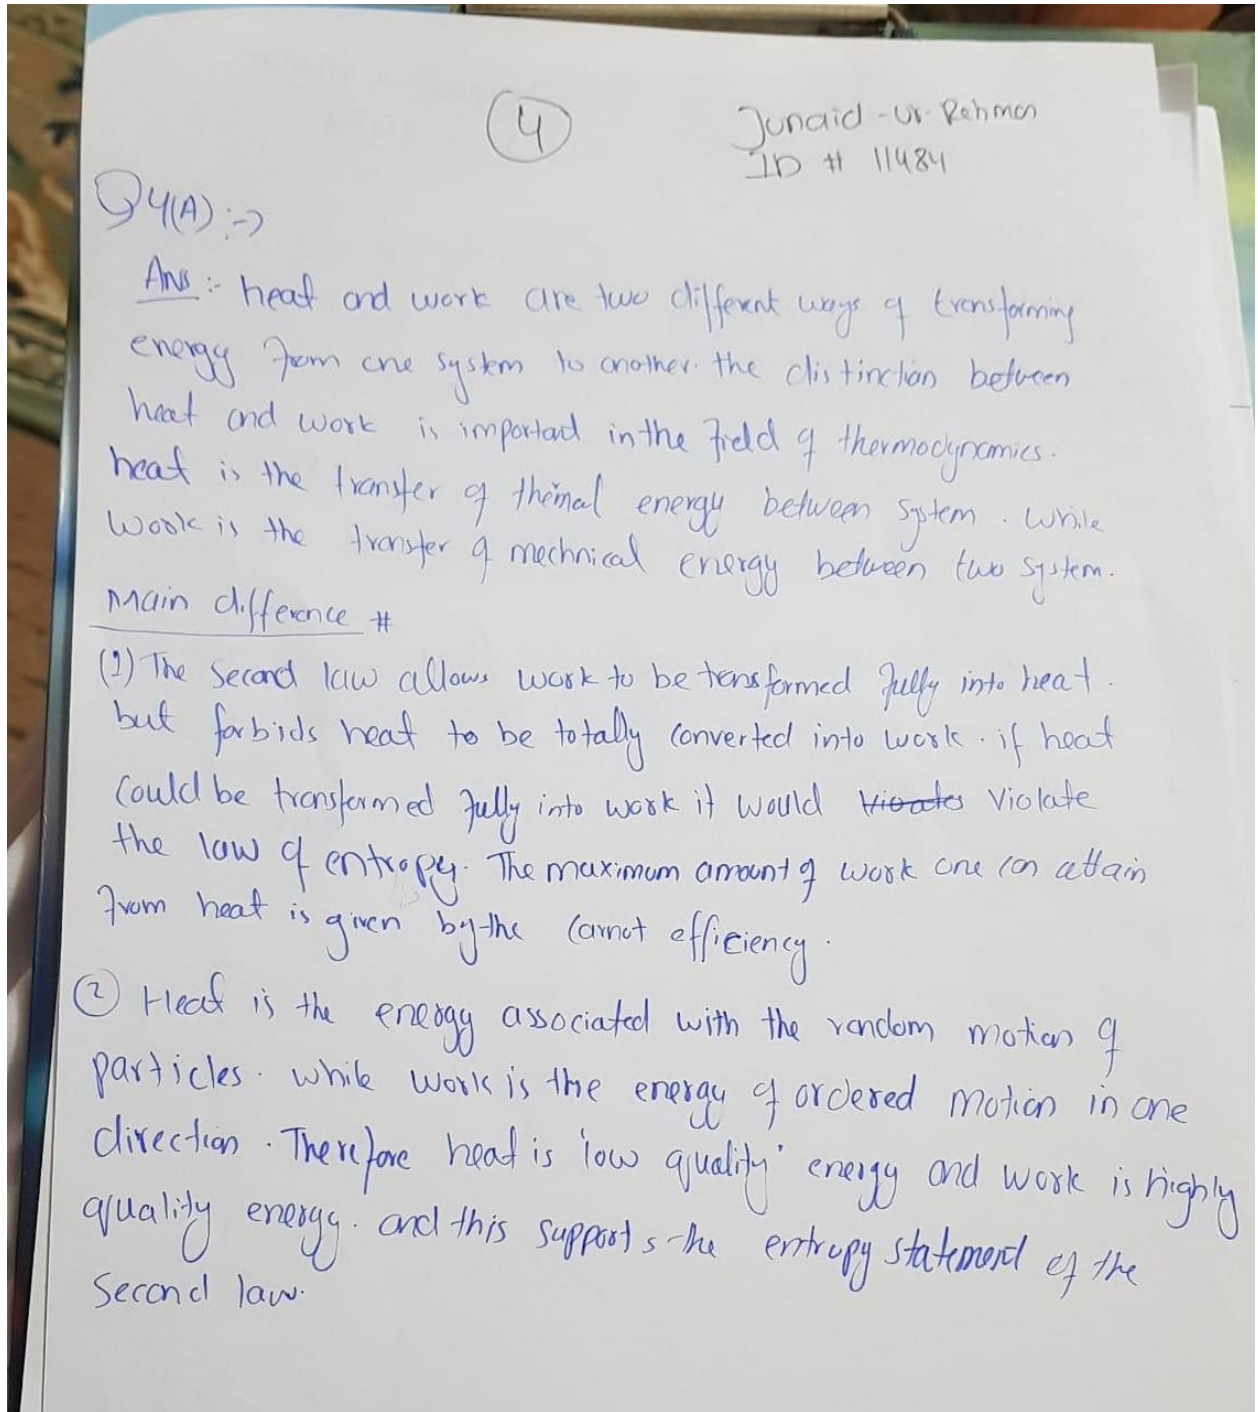 4
Junaid-ur-Rehman
ID # 11484
Q4(A) :->
Ans :- heat and work are two different ways of transforming
energy from one system to another. the distinction between
heat and work is importad in the field of thermodynamics.
heat is the transfer of themal energy between system. While
Work is the transfer of mechnical energy between two system.
Main difference #
(1) The second law allows work to be transformed fully into heat.
but forbids heat to be totally converted into work. if heat
could be transformed fully into work it would Vioates Violate
the law of entropy. The maximum amount of work one can attain
from heat is given by the Carnot efficiency.
(2) Heat is the energy associated with the random motion of
particles. while work is the energy of ordered motion in one
direction. Therefore heat is 'low quality' energy and work is highly
quality energy. and this supports the entropy statement of the
Second law.